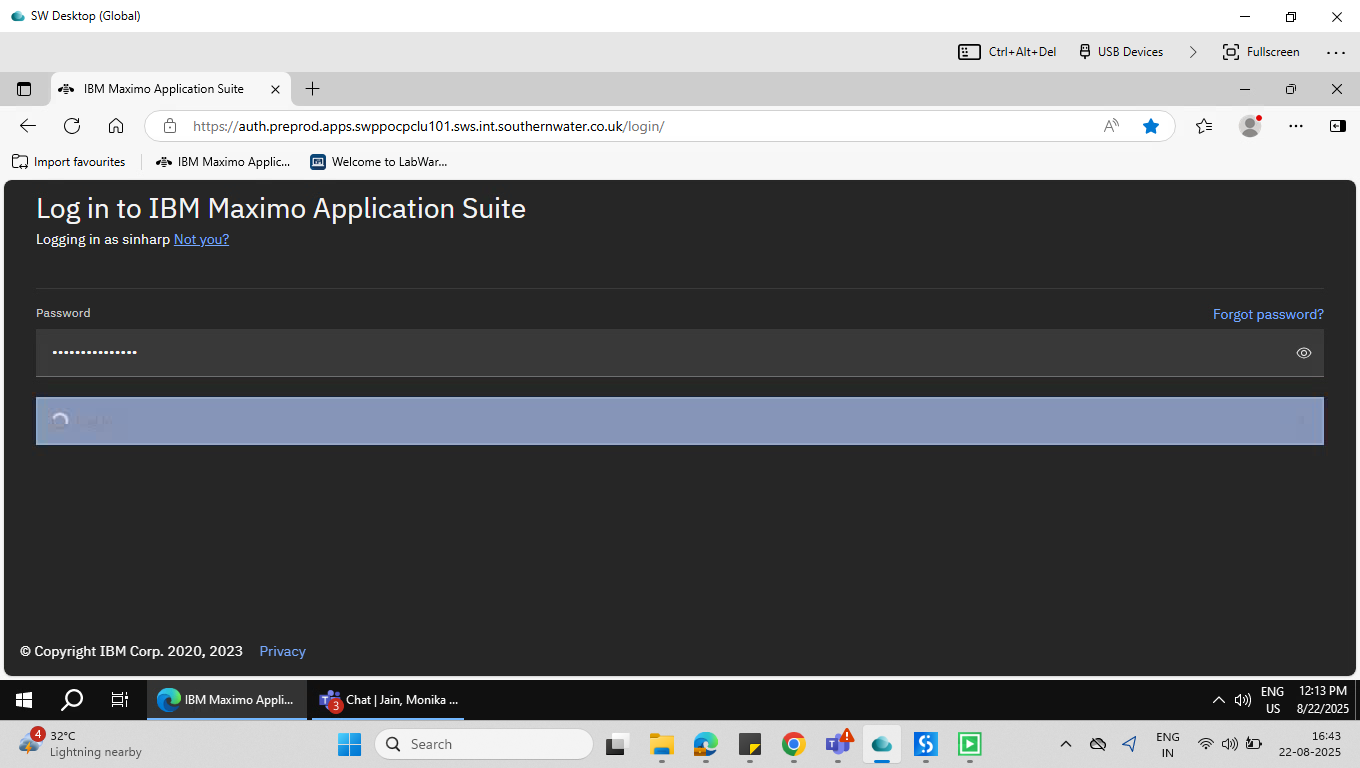 SW Desktop (Global)
Ctrl+Alt+Del
USB Devices
Fullscreen
IBM Maximo Application Suite
https://auth.preprod.apps.swppocpclu101.sws.int.southernwater.co.uk/login/
Import favourites
IBM Maximo Applic...
Welcome to LabWar...
Log in to IBM Maximo Application Suite
Logging in as sinharp Not you?
Password
Forgot password?
•••••••••••••••
© Copyright IBM Corp. 2020, 2023
Privacy
IBM Maximo Appli...
3
Chat | Jain, Monika ...
ENG
US
12:13 PM
8/22/2025
4
32°C
Lightning nearby
Search
ENG
IN
16:43
22-08-2025